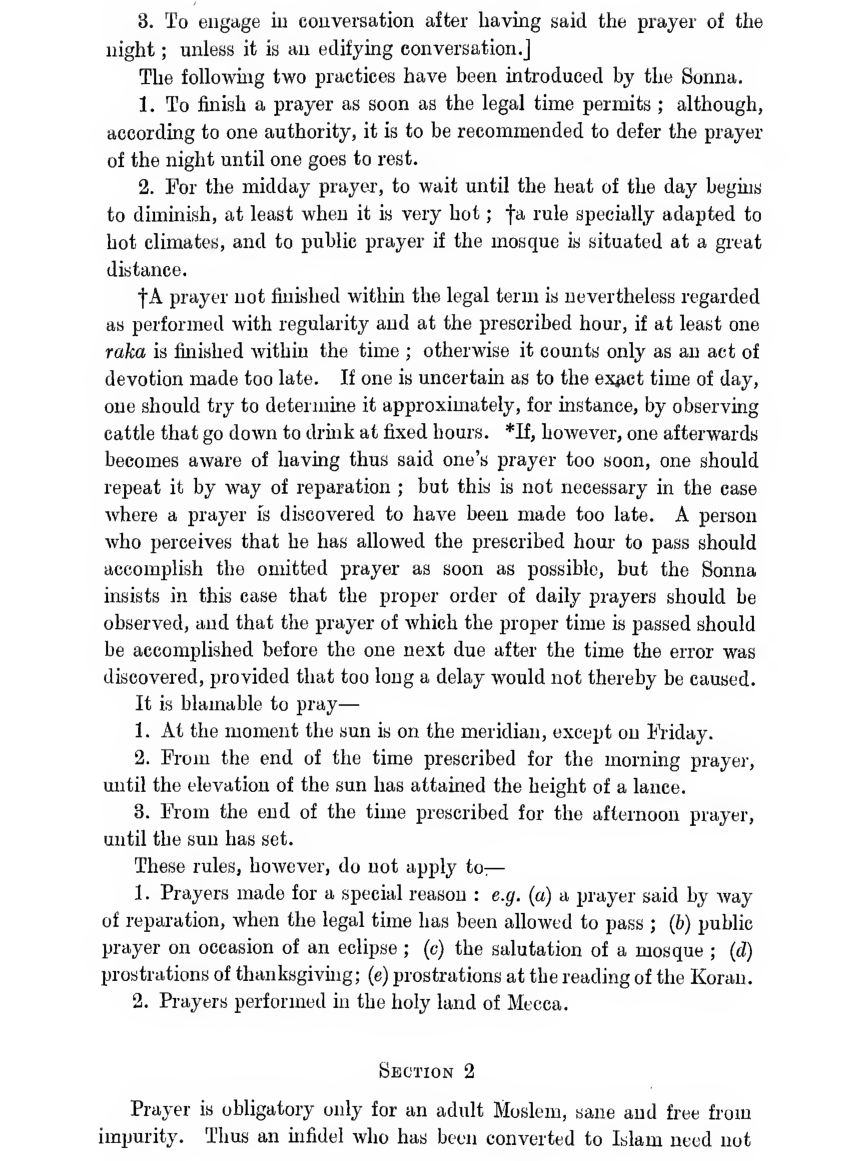 3. To engage in conversation after having said the prayer of the
night ; unless it is an edifying conversation.]
The following two practices have been introduced by the Sonna.
1. To finish a prayer as soon as the legal time permits ; although,
according to one authority, it is to be recommended to defer the prayer
of the night until one goes to rest.
2. For the midday prayer, to wait until the heat of the day begins
to diminish, at least when it is very hot ; †a rule specially adapted to
hot climates, and to public prayer if the mosque is situated at a great
distance.
†A prayer not finished within the legal term is nevertheless regarded
as performed with regularity and at the prescribed hour, if at least one
raka is finished within the time ; otherwise it counts only as an act of
devotion made too late. If one is uncertain as to the exact time of day,
one should try to determine it approximately, for instance, by observing
cattle that go down to drink at fixed hours. *If, however, one afterwards
becomes aware of having thus said one's prayer too soon, one should
repeat it by way of reparation ; but this is not necessary in the case
where a prayer is discovered to have been made too late. A person
who perceives that he has allowed the prescribed hour to pass should
accomplish the omitted prayer as soon as possible, but the Sonna
insists in this case that the proper order of daily prayers should be
observed, and that the prayer of which the proper time is passed should
be accomplished before the one next due after the time the error was
discovered, provided that too long a delay would not thereby be caused.
It is blamable to pray—
1. At the moment the sun is on the meridian, except on Friday.
2. From the end of the time prescribed for the morning prayer,
until the elevation of the sun has attained the height of a lance.
3. From the end of the time prescribed for the afternoon prayer,
until the sun has set.
These rules, however, do not apply to—
1. Prayers made for a special reason : e.g. (a) a prayer said by way
of reparation, when the legal time has been allowed to pass ; (b) public
prayer on occasion of an eclipse ; (c) the salutation of a mosque ; (d)
prostrations of thanksgiving; (e) prostrations at the reading of the Koran.
2. Prayers performed in the holy land of Mecca.
SECTION 2
Prayer is obligatory only for an adult Moslem, sane and free from
impurity. Thus an infidel who has been converted to Islam need not